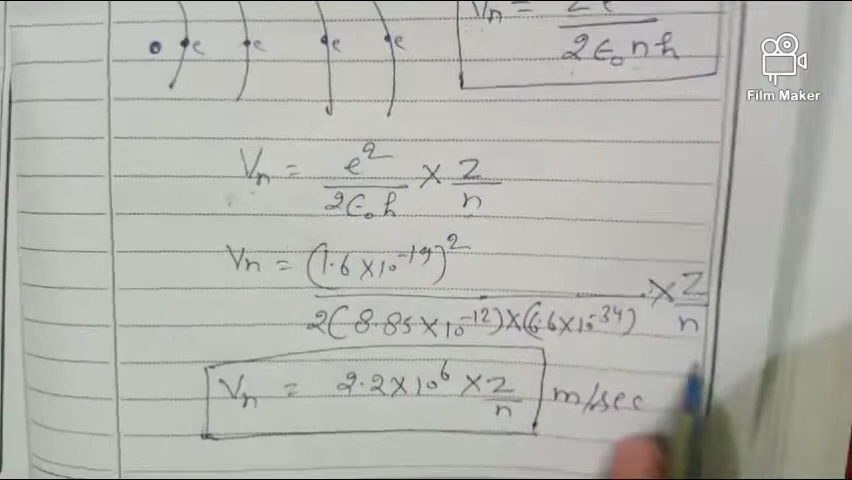 Vn = Ze²
2ϵ₀nh
e e e e
Film Maker
Vn = e² / 2ϵ₀h × Z/n
Vn = (1.6 × 10⁻¹⁹)² / 2(8.85 × 10⁻¹²) × (6.6 × 10⁻³⁴) × Z/n
Vn = 2.2 × 10⁶ × Z/n m/sec